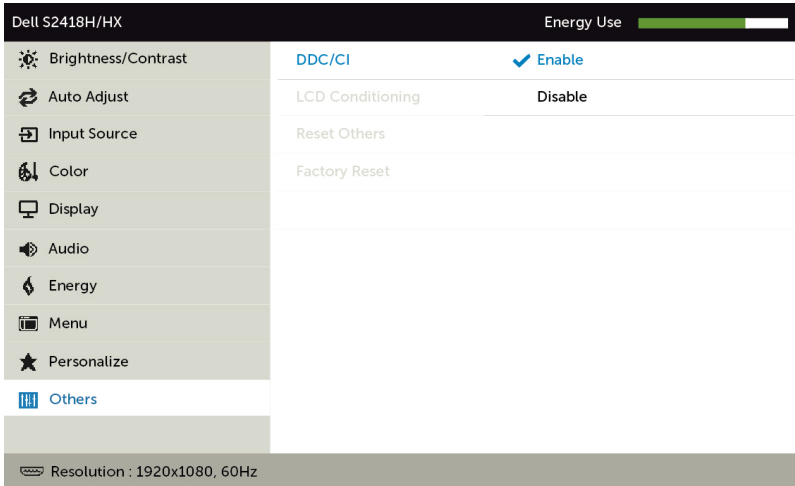 Dell S2418H/HX Energy Use
Brightness/Contrast DDC/CI Enable
Auto Adjust LCD Conditioning Disable
Input Source Reset Others
Color Factory Reset
Display
Audio
Energy
Menu
Personalize
Others
Resolution : 1920x1080, 60Hz